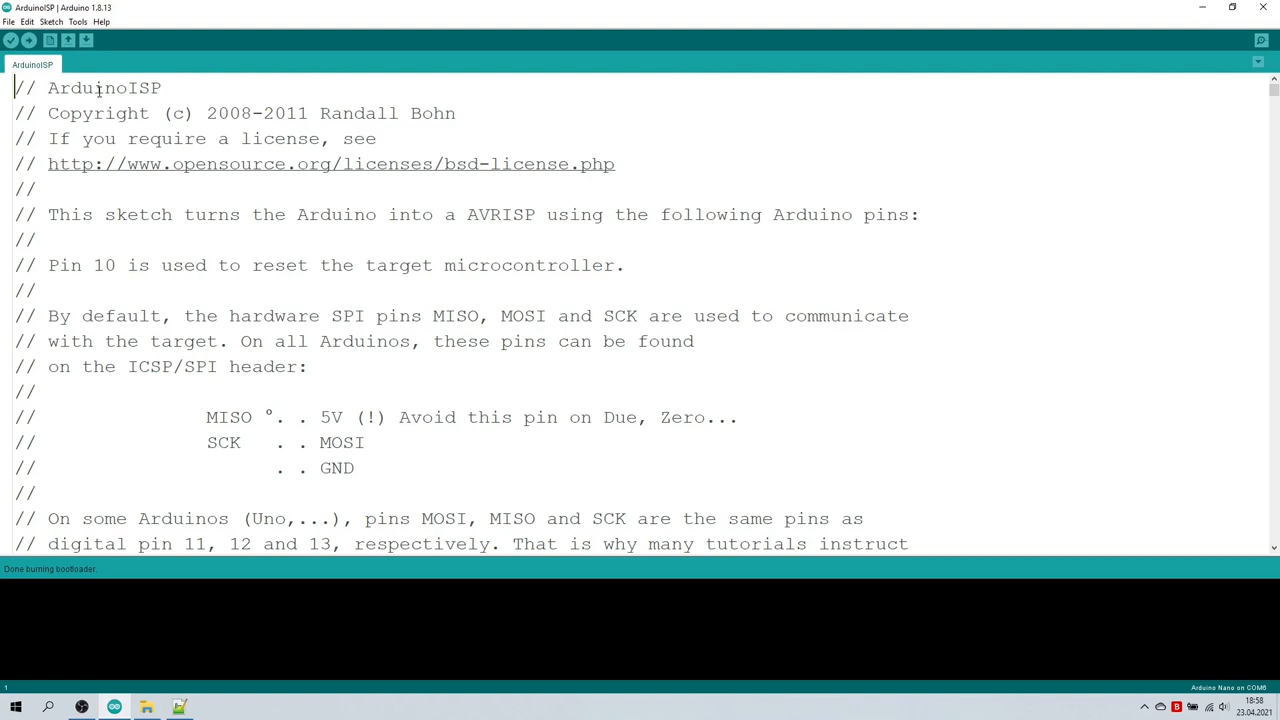 ArduinoISP | Arduino 1.8.13
File Edit Sketch Tools Help
ArduinoISP
// ArduinoISP
// Copyright (c) 2008-2011 Randall Bohn
// If you require a license, see
// http://www.opensource.org/licenses/bsd-license.php
//
// This sketch turns the Arduino into a AVRISP using the following Arduino pins:
//
// Pin 10 is used to reset the target microcontroller.
//
// By default, the hardware SPI pins MISO, MOSI and SCK are used to communicate
// with the target. On all Arduinos, these pins can be found
// on the ICSP/SPI header:
//
// MISO °. . 5V (!) Avoid this pin on Due, Zero...
// SCK . . MOSI
// . . GND
//
// On some Arduinos (Uno,...), pins MOSI, MISO and SCK are the same pins as
// digital pin 11, 12 and 13, respectively. That is why many tutorials instruct
Done burning bootloader.
1 Arduino Nano on COM6
B 18:58
23.04.2021